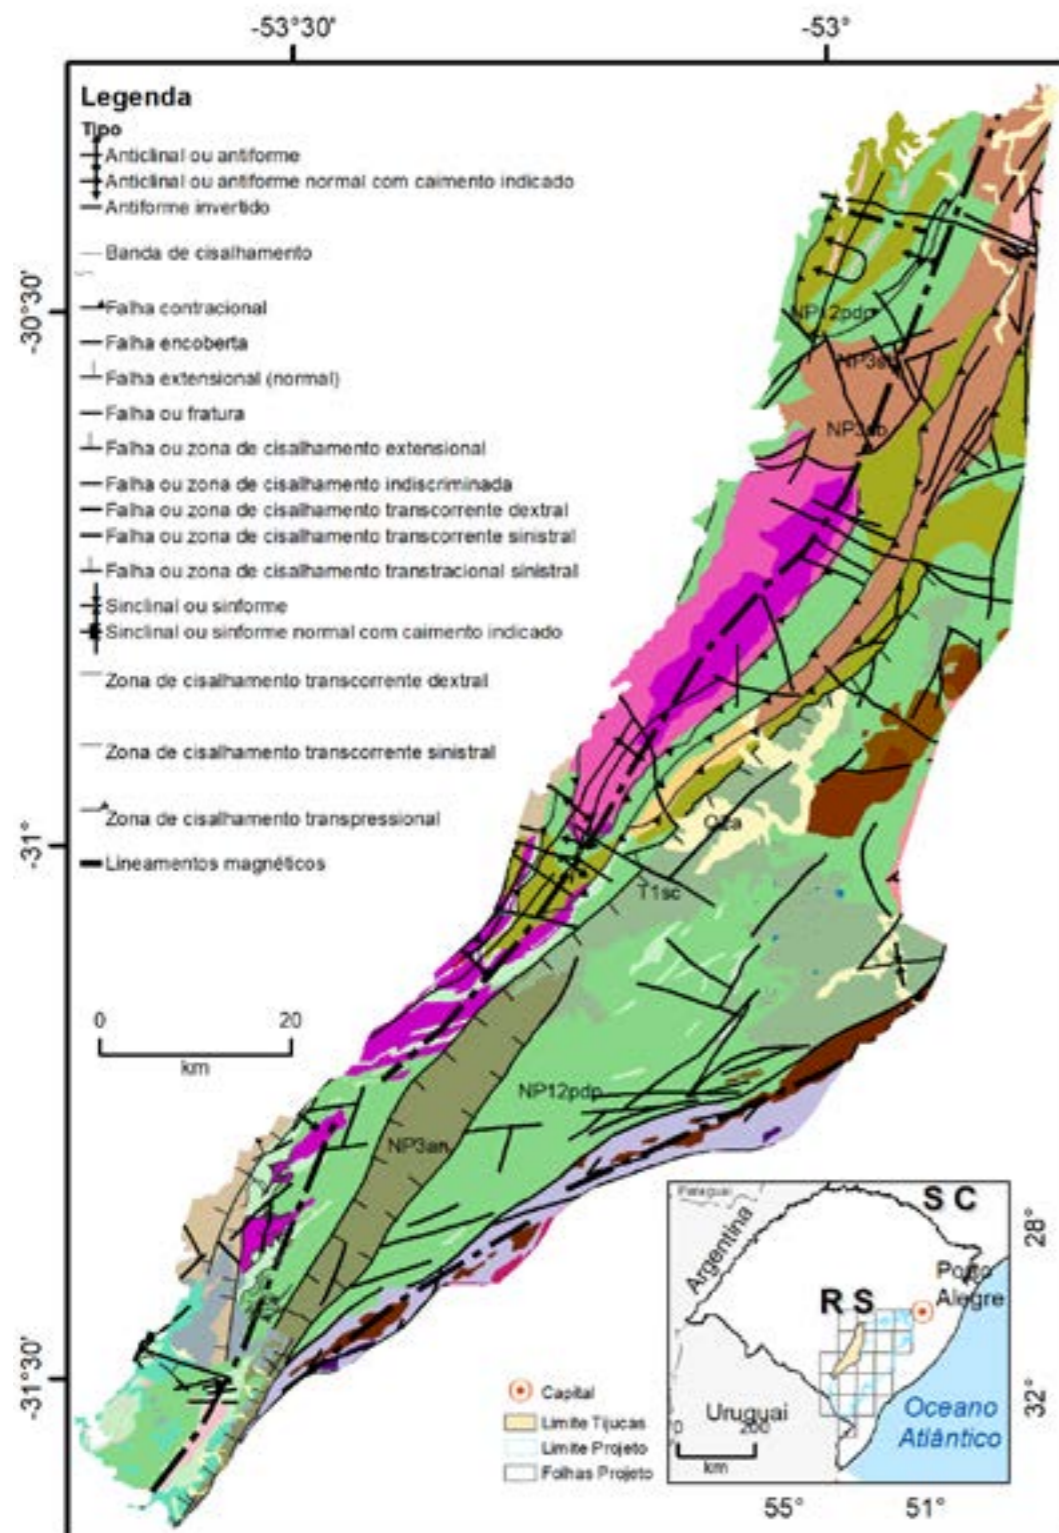 -53°30'
-53°
Legenda
Tipo
Anticlinal ou antiforme
Anticlinal ou antiforme normal com caimento indicado
Antiforme invertido
Banda de cisalhamento
Falha contracional
Falha encoberta
Falha extensional (normal)
Falha ou fratura
Falha ou zona de cisalhamento extensional
Falha ou zona de cisalhamento indiscriminada
Falha ou zona de cisalhamento transcorrente dextral
Falha ou zona de cisalhamento transcorrente sinistral
Falha ou zona de cisalhamento transtracional sinistral
Sinclinal ou sinforme
Sinclinal ou sinforme normal com caimento indicado
Zona de cisalhamento transcorrente dextral
Zona de cisalhamento transcorrente sinistral
Zona de cisalhamento transpressional
Lineamentos magnéticos
-30°30'
-31°
-31°30'
NP12pdp
T1sc
NP12pdp
NP3an
0
20
km
Paraguai
Argentina
S C
R S
Porto
Alegre
Uruguai
Oceano
Atlântico
0
200
km
28°
32°
55°
51°
Capital
Limite Tijucas
Limite Projeto
Folhas Projeto